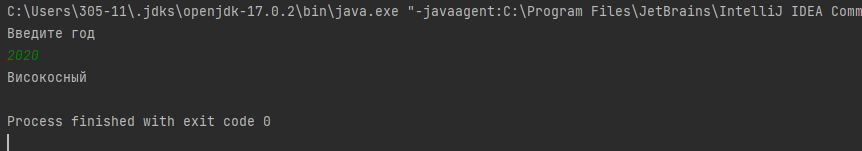 C:\Users\305-11\.jdks\openjdk-17.0.2\bin\java.exe "-javaagent:C:\Program Files\JetBrains\IntelliJ IDEA Comm
Введите год
2020
Високосный
Process finished with exit code 0